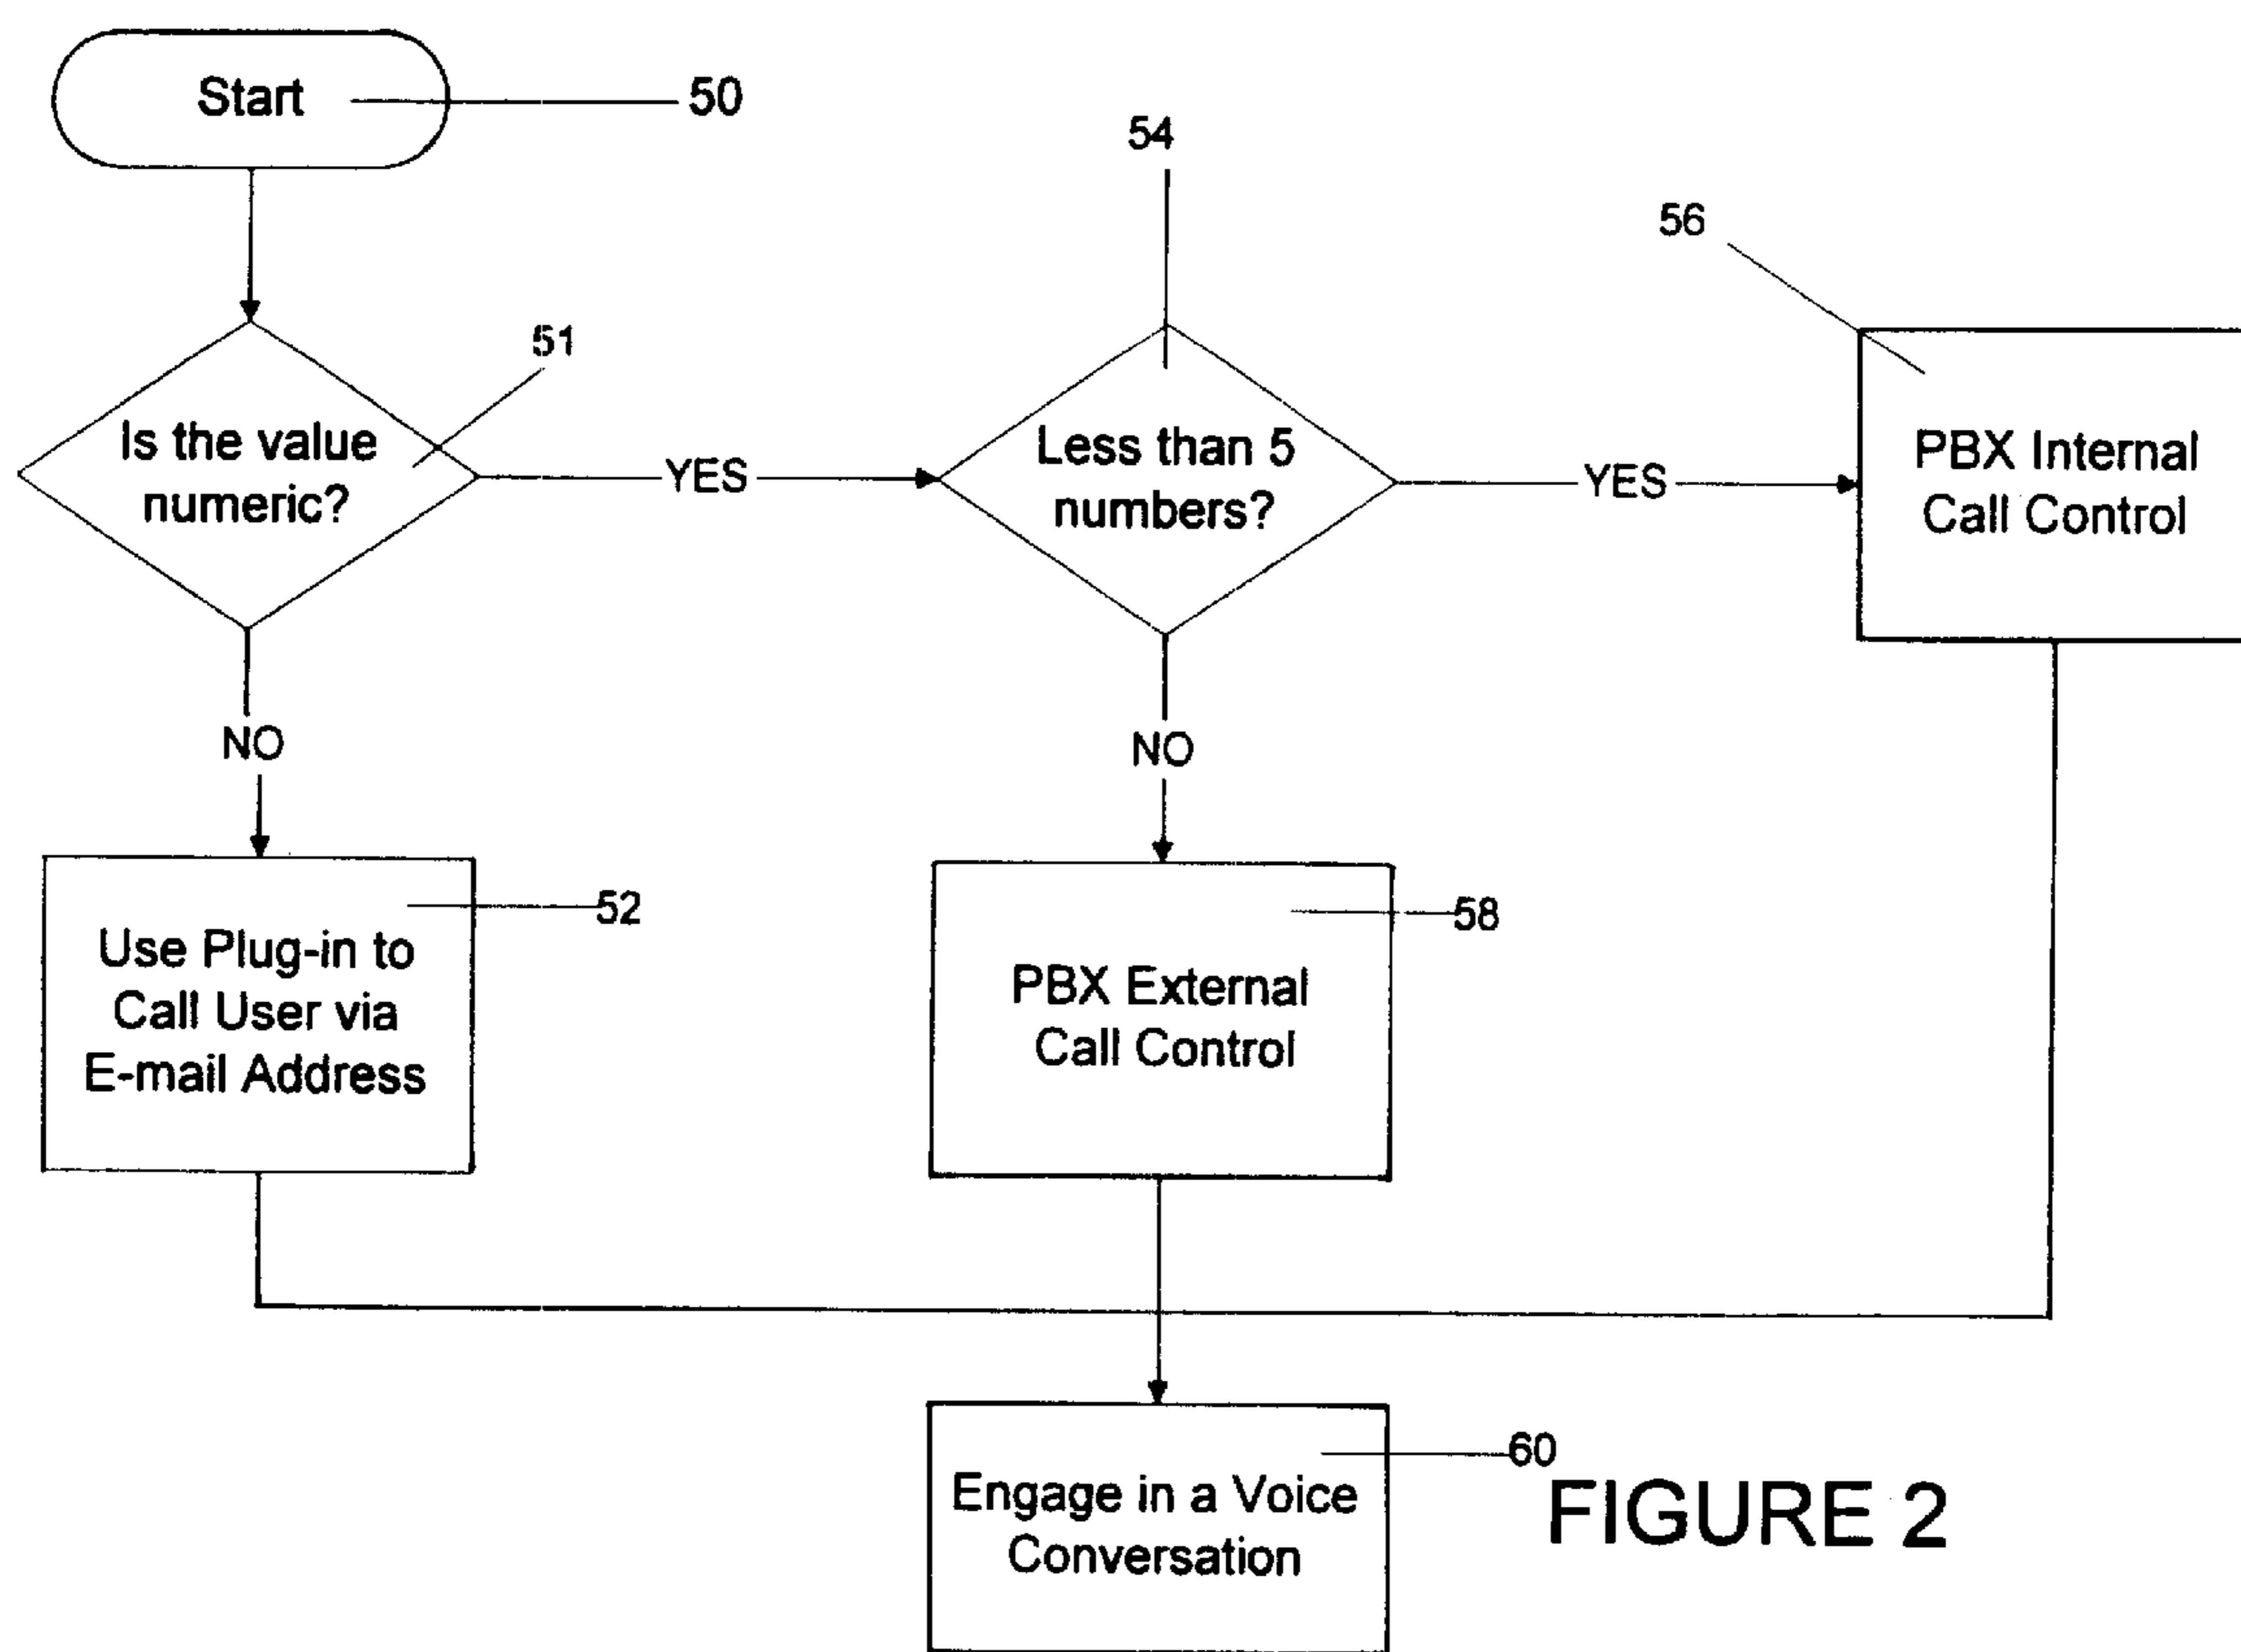 Start
50
54
56
51
Is the value
numeric?
YES
Less than 5
numbers?
YES
PBX Internal
Call Control
NO
NO
52
Use Plug-in to
Call User via
E-mail Address
58
PBX External
Call Control
60
Engage in a Voice
Conversation
FIGURE 2